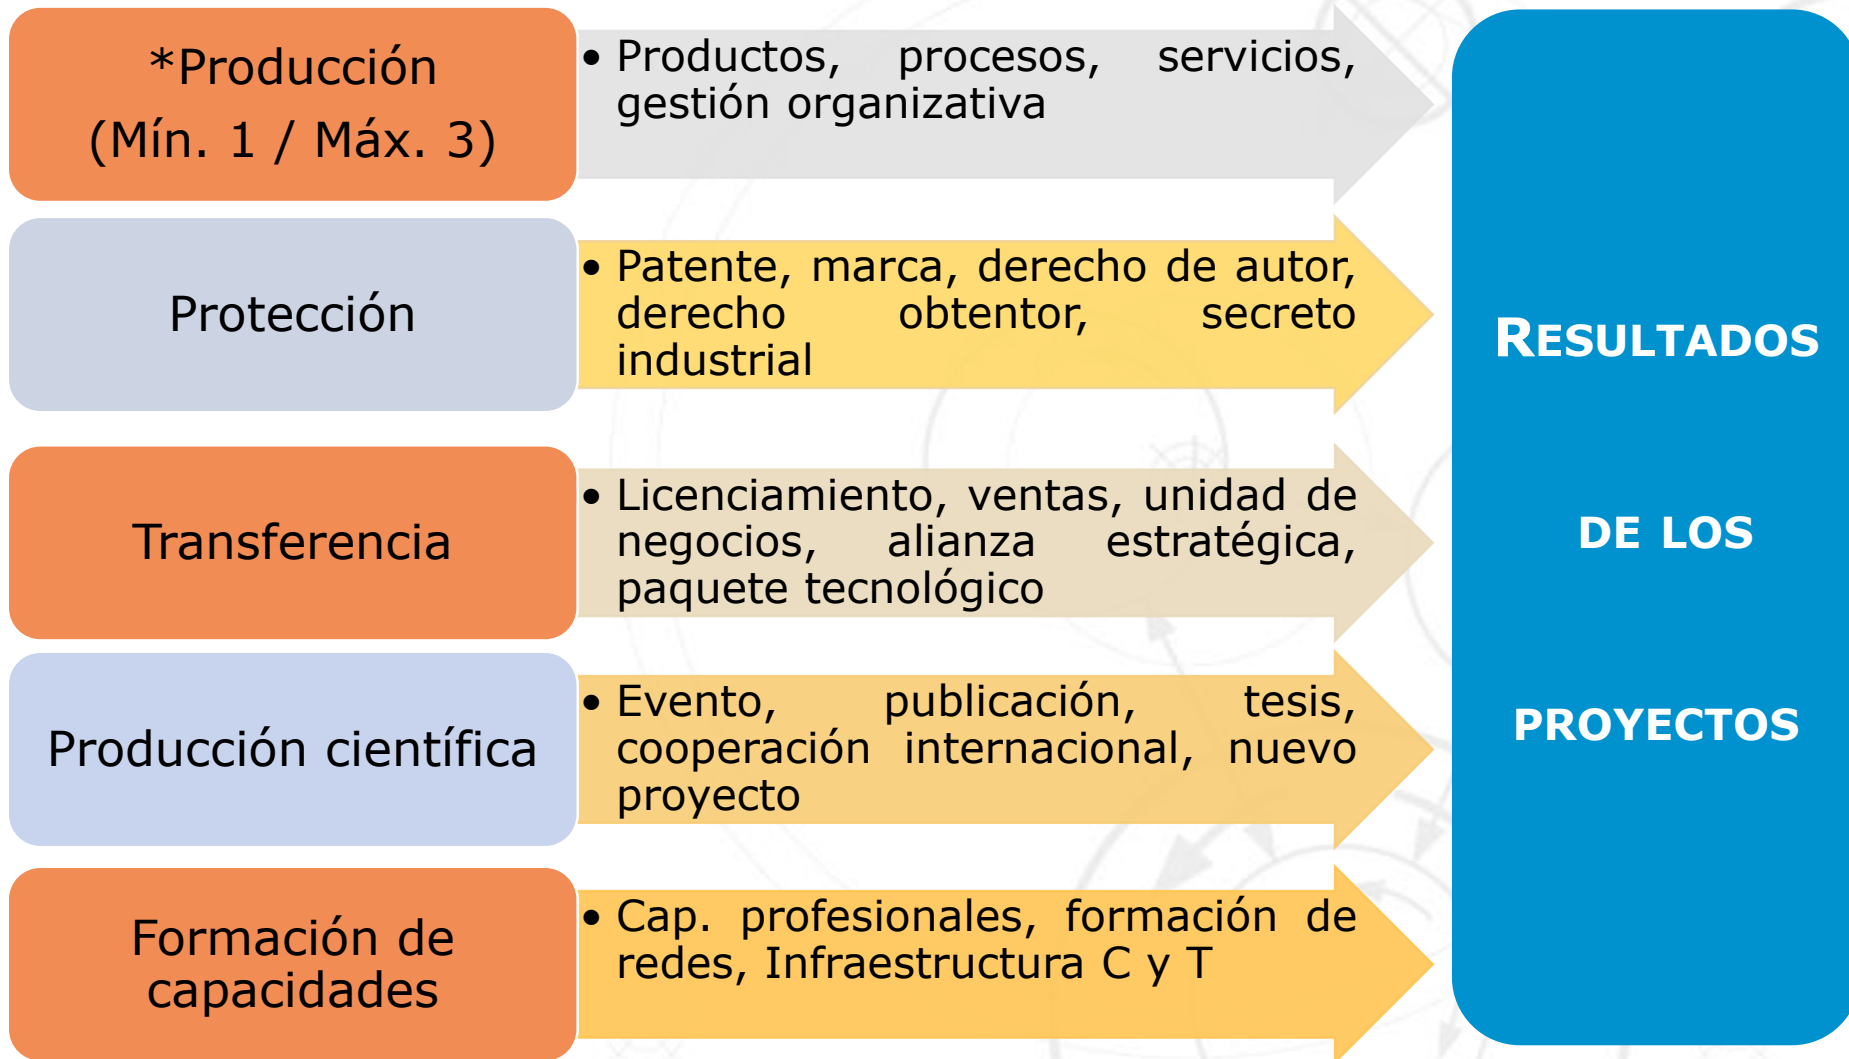 *Producción
(Mín. 1 / Máx. 3)
• Productos, procesos, servicios,
gestión organizativa
Protección
• Patente, marca, derecho de autor,
derecho obtentor, secreto
industrial
Transferencia
• Licenciamiento, ventas, unidad de
negocios, alianza estratégica,
paquete tecnológico
Producción científica
• Evento, publicación, tesis,
cooperación internacional, nuevo
proyecto
Formación de
capacidades
• Cap. profesionales, formación de
redes, Infraestructura C y T
RESULTADOS
DE LOS
PROYECTOS